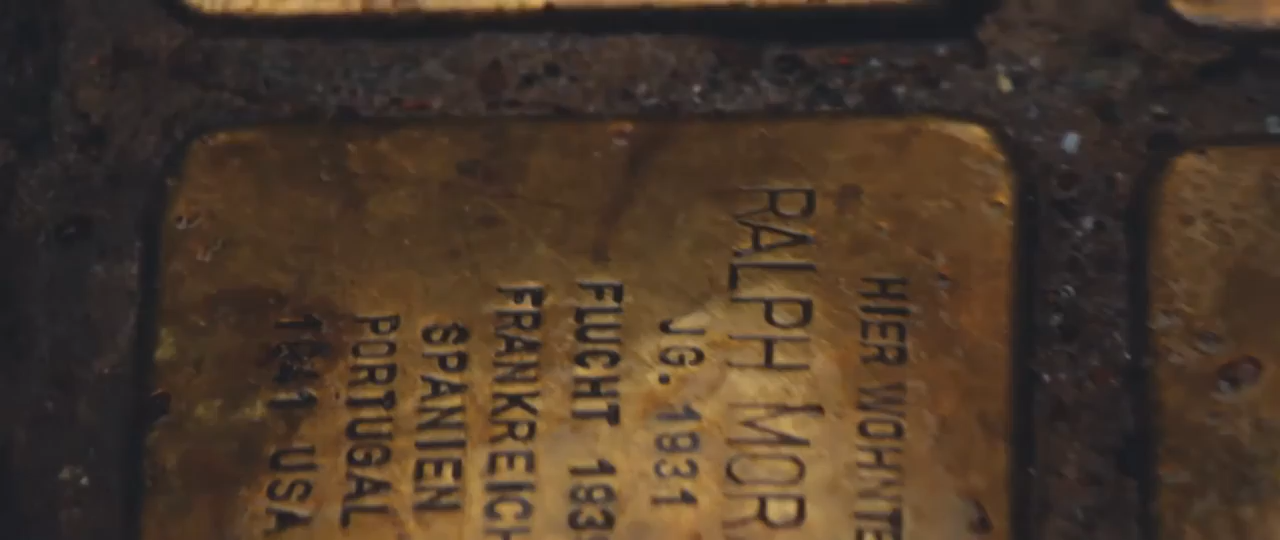 HIER WOHNTE
RALPH MOR
JG. 1931
FLUCHT 193
FRANKREICH
SPANIEN
PORTUGAL
1941 USA